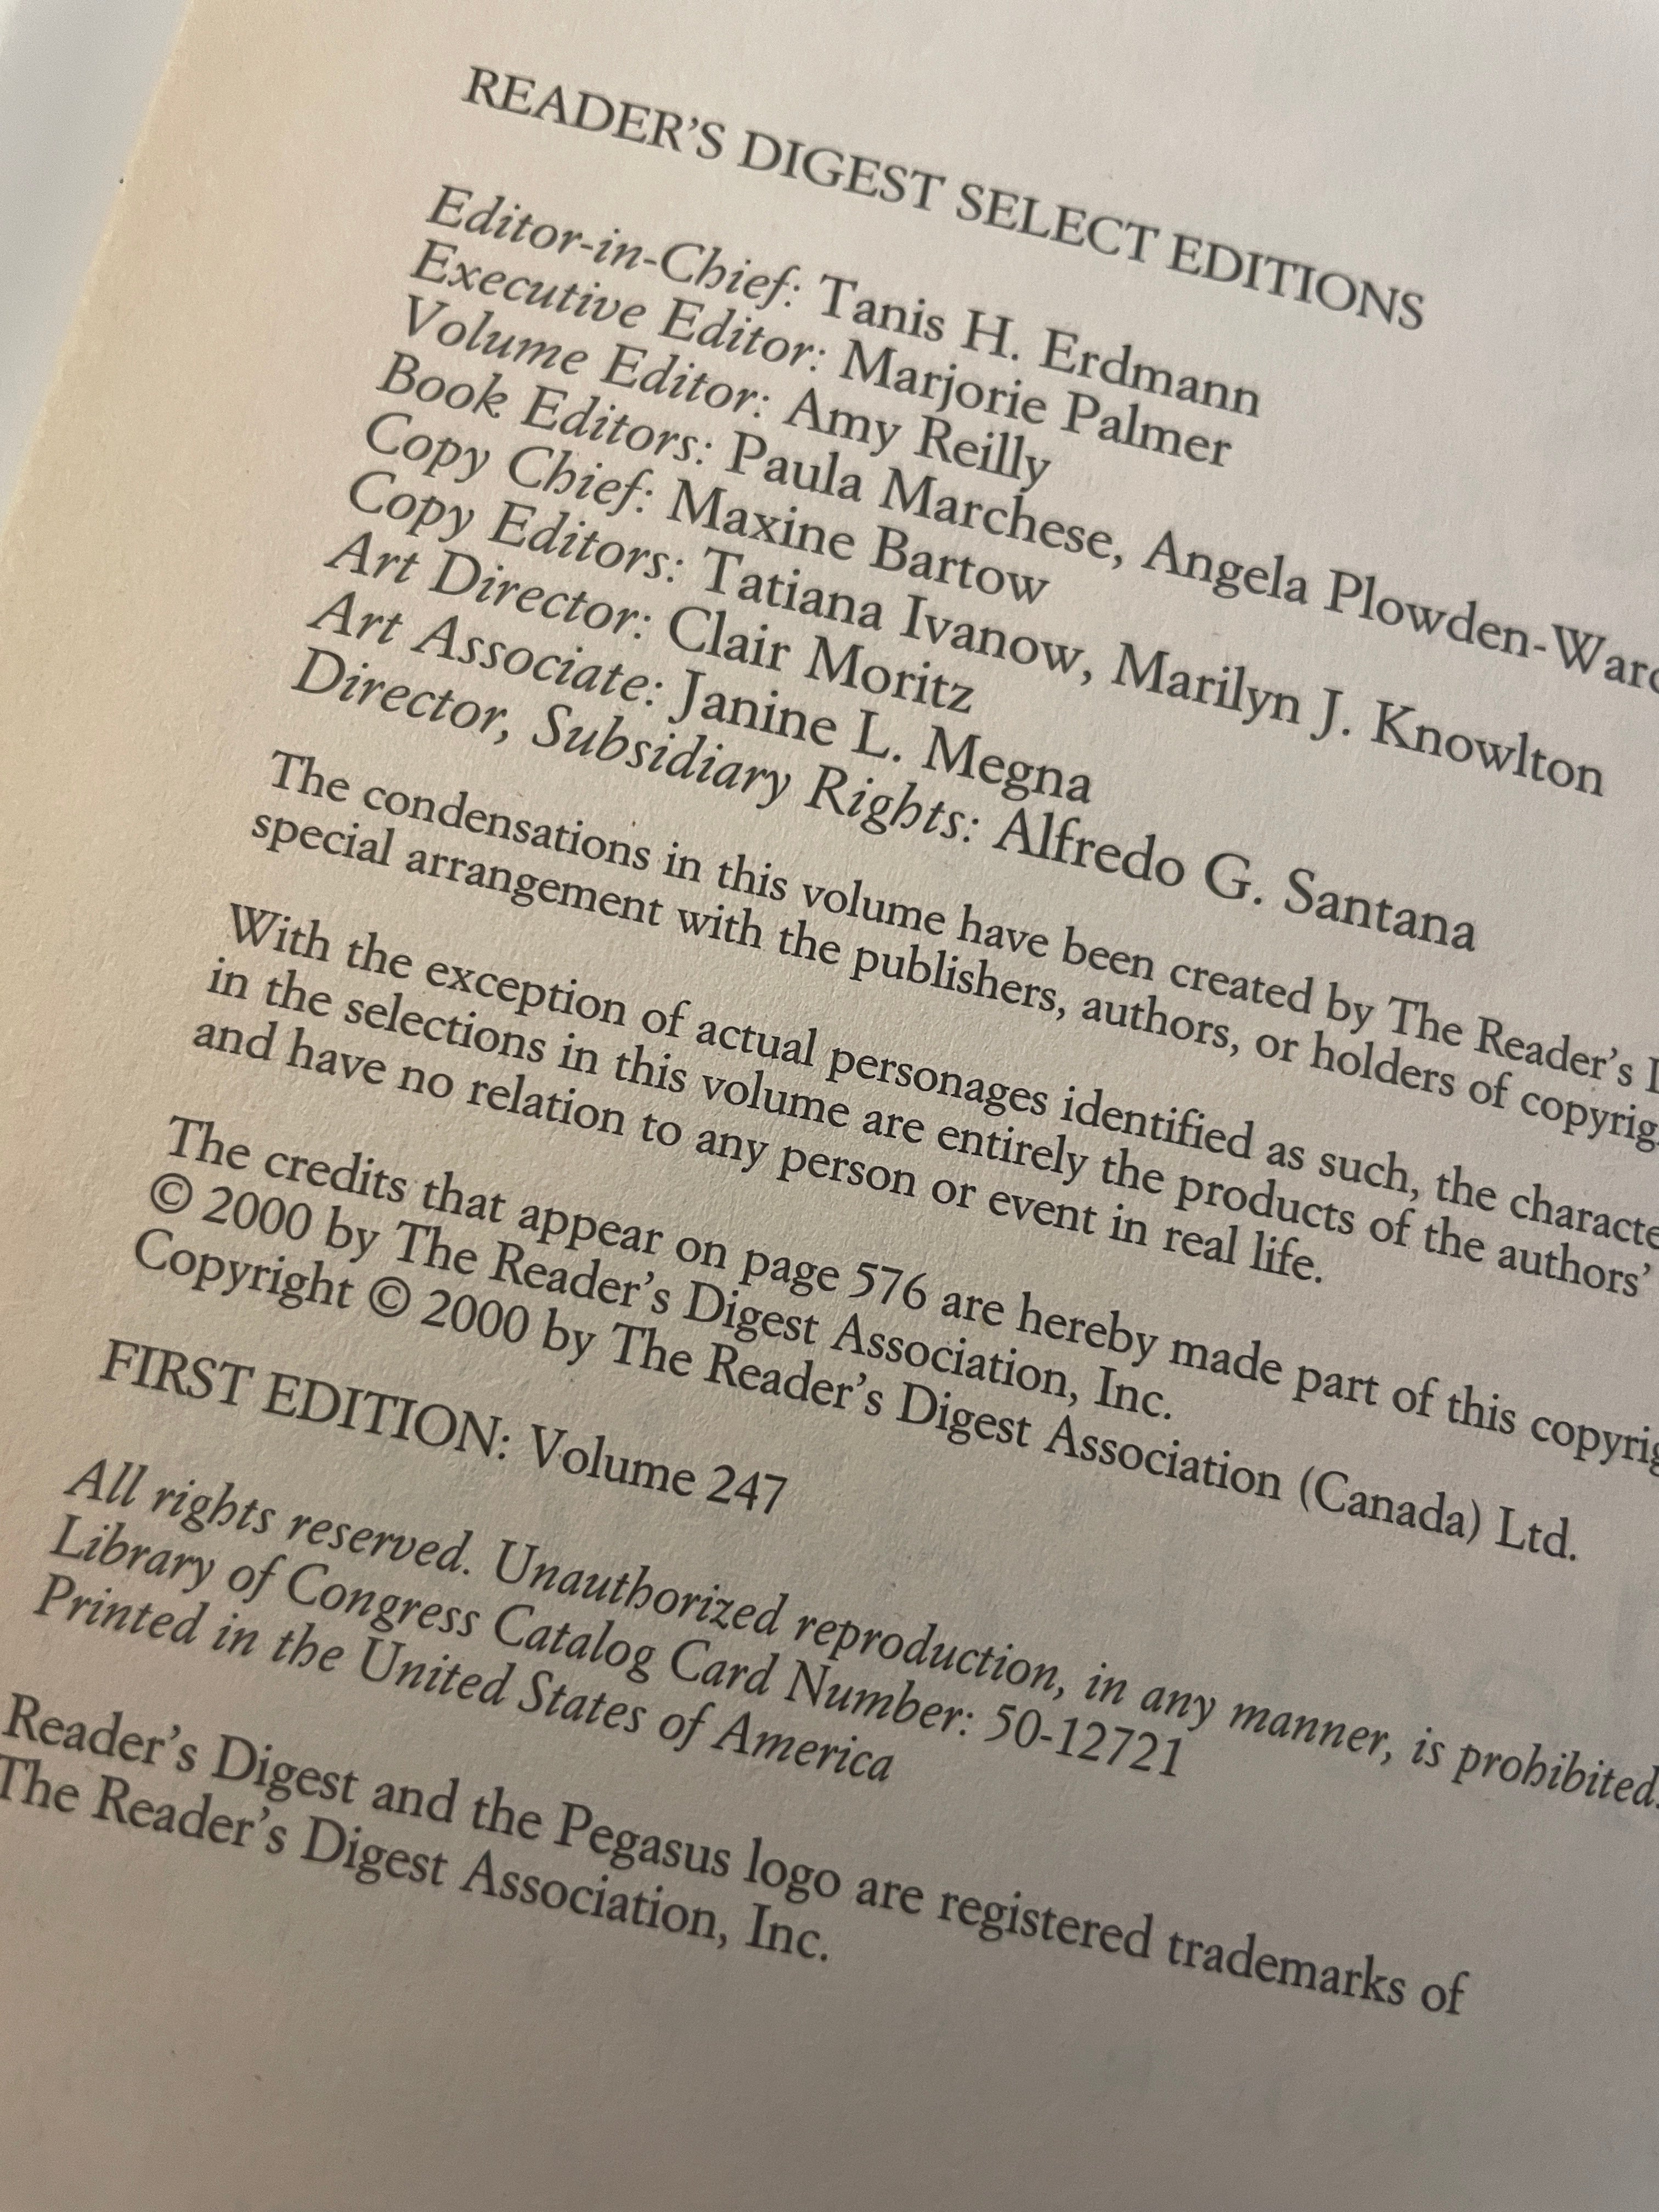 READER'S DIGEST SELECT EDITIONS
Editor-in-Chief: Tanis H. Erdmann
Executive Editor: Marjorie Palmer
Volume Editor: Amy Reilly
Book Editors: Paula Marchese, Angela
Copy Chief: Maxine Bartow
Copy Editors: Tatiana Ivanow, Marilyn J. Knowlton
Art Director: Clair Moritz
Art Associate: Janine L. Megna
Director, Subsidiary Rights: Alfredo G. Santana
The condensations in this volume have been created by The Reader's
special arrangement with the publishers, authors, or holders of
With the exception of actual personages identified as such, the
in the selections in this volume are entirely the products of the authors'
and have no relation to any person or event in real life.
The credits that appear on page 576 are hereby made part of this
© 2000 by The Reader's Digest Association, Inc.
Copyright © 2000 by The Reader's Digest Association (Canada) Ltd.
FIRST EDITION: Volume 247
All rights reserved. Unauthorized reproduction, in any manner, is prohibited.
Library of Congress Catalog Card Number: 50-12721
Printed in the United States of America
Reader's Digest and the Pegasus logo are registered trademarks of
The Reader's Digest Association, Inc.